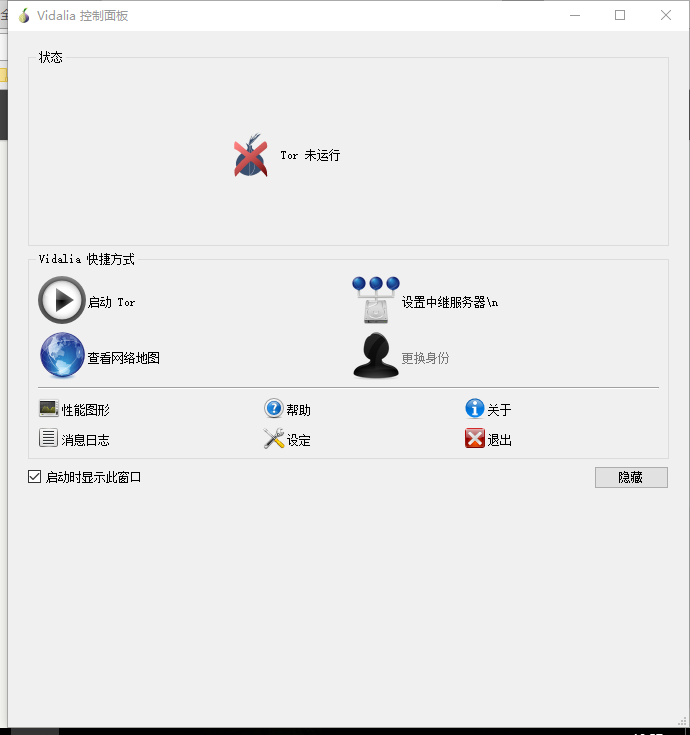 Vidalia 控制面板
状态
Tor 未运行
Vidalia 快捷方式
启动 Tor
设置中继服务器\n
查看网络地图
更换身份
性能图形
帮助
关于
消息日志
设定
退出
启动时显示此窗口
隐藏